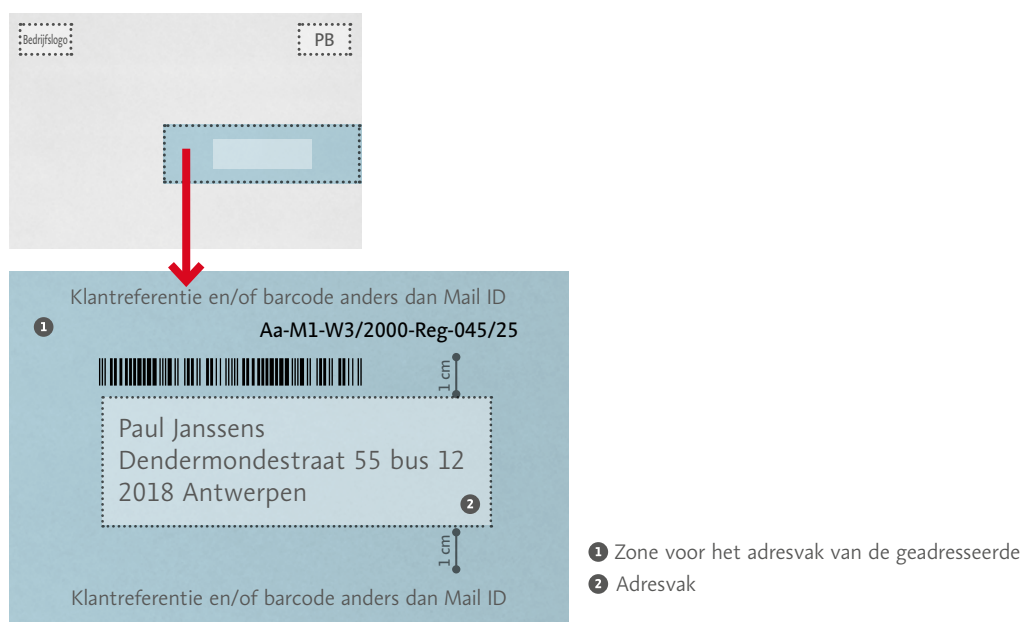 Bedrijfslogo
PB
Klantreferentie en/of barcode anders dan Mail ID
1
Aa-M1-W3/2000-Reg-045/25
1 cm
Paul Janssens
Dendermondestraat 55 bus 12
2018 Antwerpen
2
1 cm
Klantreferentie en/of barcode anders dan Mail ID
1 Zone voor het adresvak van de geadresseerde
2 Adresvak